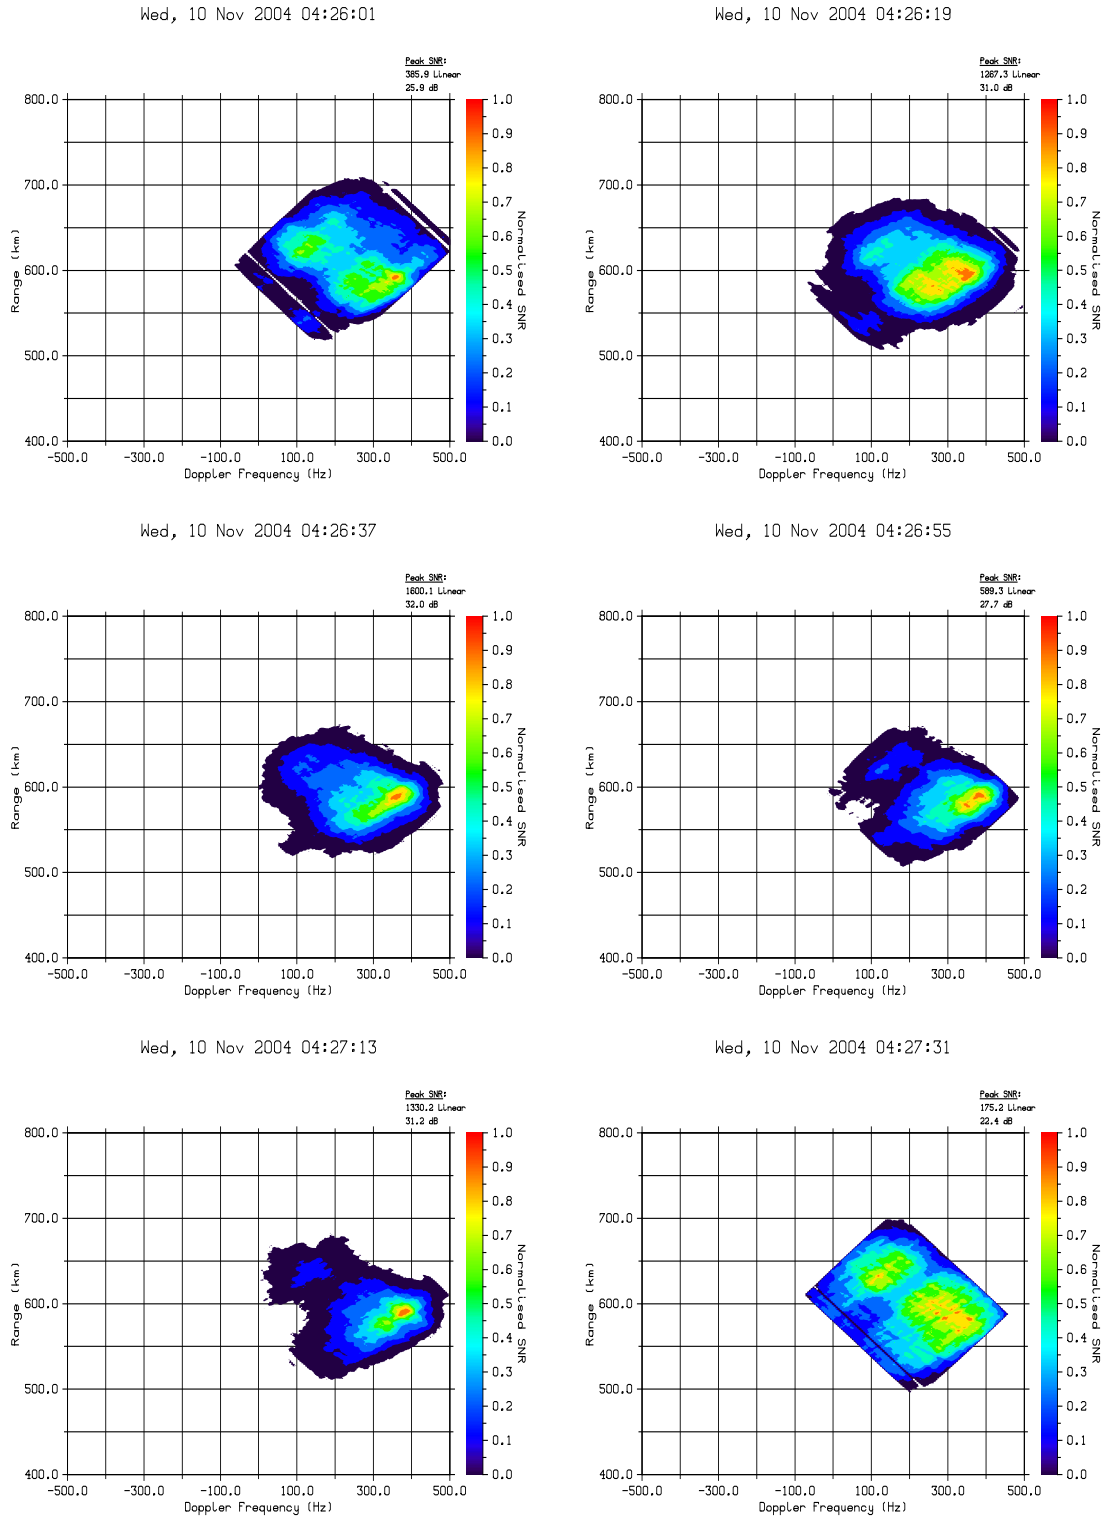 Wed, 10 Nov 2004 04:26:01
Peak SNR:
385.9 Linear
25.9 dB
800.0
700.0
600.0
500.0
400.0
Range (km)
-500.0 -300.0 -100.0 100.0 300.0 500.0
Doppler Frequency (Hz)
1.0
0.9
0.8
0.7
0.6
0.5
0.4
0.3
0.2
0.1
0.0
Normalised SNR
Wed, 10 Nov 2004 04:26:19
Peak SNR:
1267.3 Linear
31.0 dB
800.0
700.0
600.0
500.0
400.0
Range (km)
-500.0 -300.0 -100.0 100.0 300.0 500.0
Doppler Frequency (Hz)
1.0
0.9
0.8
0.7
0.6
0.5
0.4
0.3
0.2
0.1
0.0
Normalised SNR
Wed, 10 Nov 2004 04:26:37
Peak SNR:
1600.1 Linear
32.0 dB
800.0
700.0
600.0
500.0
400.0
Range (km)
-500.0 -300.0 -100.0 100.0 300.0 500.0
Doppler Frequency (Hz)
1.0
0.9
0.8
0.7
0.6
0.5
0.4
0.3
0.2
0.1
0.0
Normalised SNR
Wed, 10 Nov 2004 04:26:55
Peak SNR:
589.3 Linear
27.7 dB
800.0
700.0
600.0
500.0
400.0
Range (km)
-500.0 -300.0 -100.0 100.0 300.0 500.0
Doppler Frequency (Hz)
1.0
0.9
0.8
0.7
0.6
0.5
0.4
0.3
0.2
0.1
0.0
Normalised SNR
Wed, 10 Nov 2004 04:27:13
Peak SNR:
1330.2 Linear
31.2 dB
800.0
700.0
600.0
500.0
400.0
Range (km)
-500.0 -300.0 -100.0 100.0 300.0 500.0
Doppler Frequency (Hz)
1.0
0.9
0.8
0.7
0.6
0.5
0.4
0.3
0.2
0.1
0.0
Normalised SNR
Wed, 10 Nov 2004 04:27:31
Peak SNR:
175.2 Linear
22.4 dB
800.0
700.0
600.0
500.0
400.0
Range (km)
-500.0 -300.0 -100.0 100.0 300.0 500.0
Doppler Frequency (Hz)
1.0
0.9
0.8
0.7
0.6
0.5
0.4
0.3
0.2
0.1
0.0
Normalised SNR